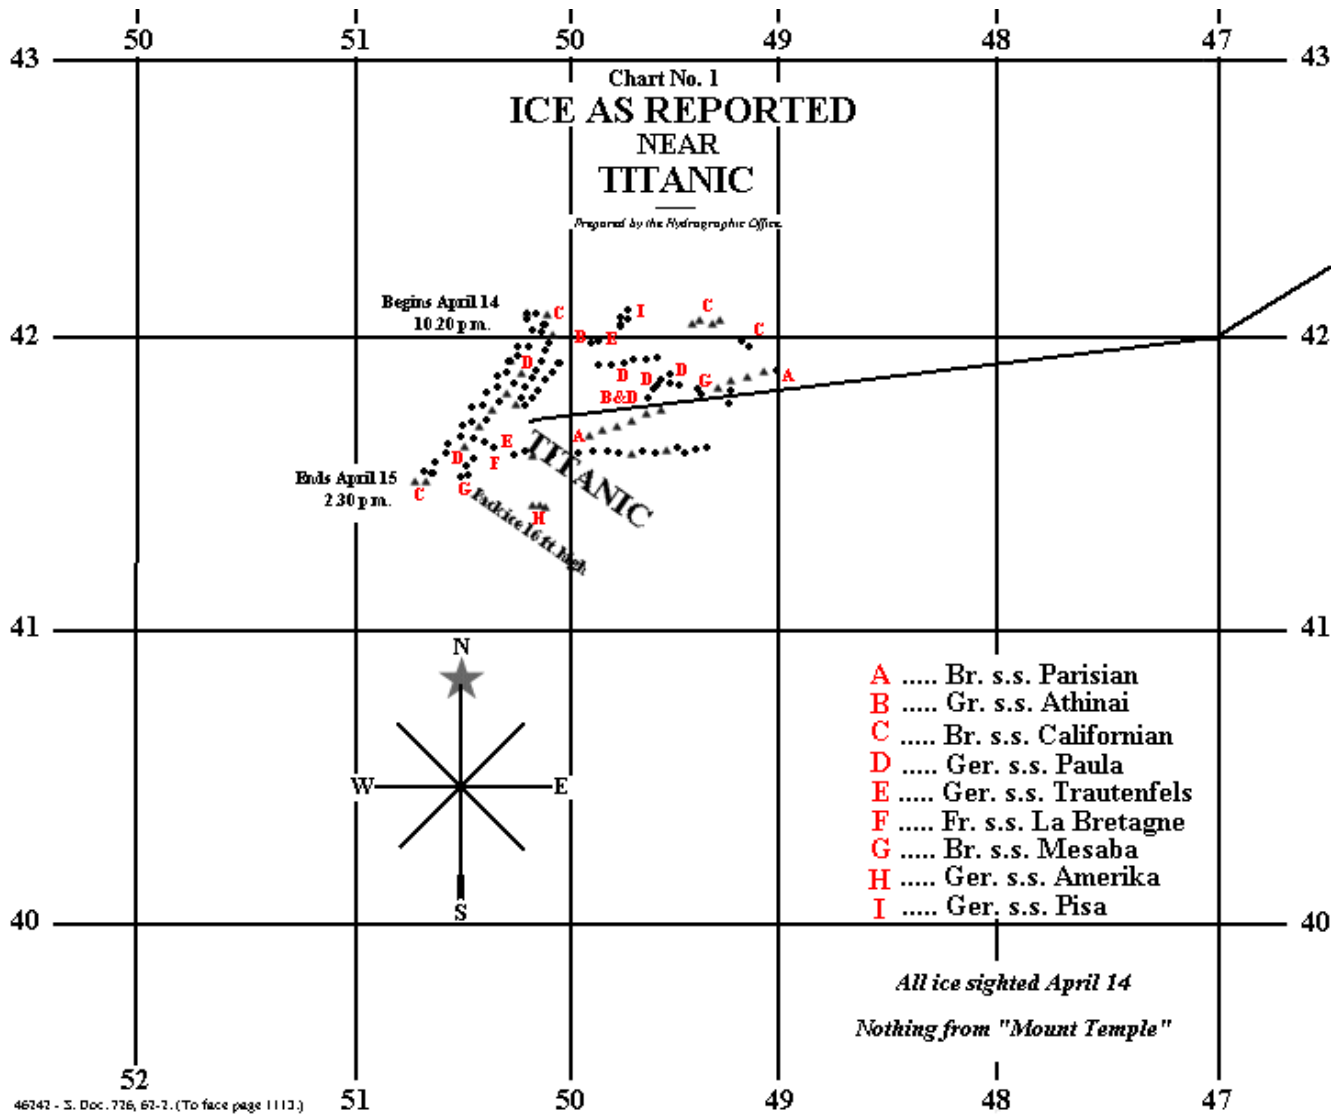 50 51 50 49 48 47
43 43
Chart No. 1
ICE AS REPORTED
NEAR
TITANIC
Prepared by the Hydrographic Office.
Begins April 14
10.20 p.m.
C I C C
42 42
B E
D D D D G A
B&D
A
E
TITANIC
D F
Ends April 15
2.30 p.m.
C G
Pack ice 16 ft. high
H
41 41
N
W E
S
A ..... Br. s.s. Parisian
B ..... Gr. s.s. Athinai
C ..... Br. s.s. Californian
D ..... Ger. s.s. Paula
E ..... Ger. s.s. Trautenfels
F ..... Fr. s.s. La Bretagne
G ..... Br. s.s. Mesaba
H ..... Ger. s.s. Amerika
I ..... Ger. s.s. Pisa
40 40
All ice sighted April 14
Nothing from "Mount Temple"
52 51 50 49 48 47
46242 - S. Doc. 726, 62-2. (To face page 1113.)